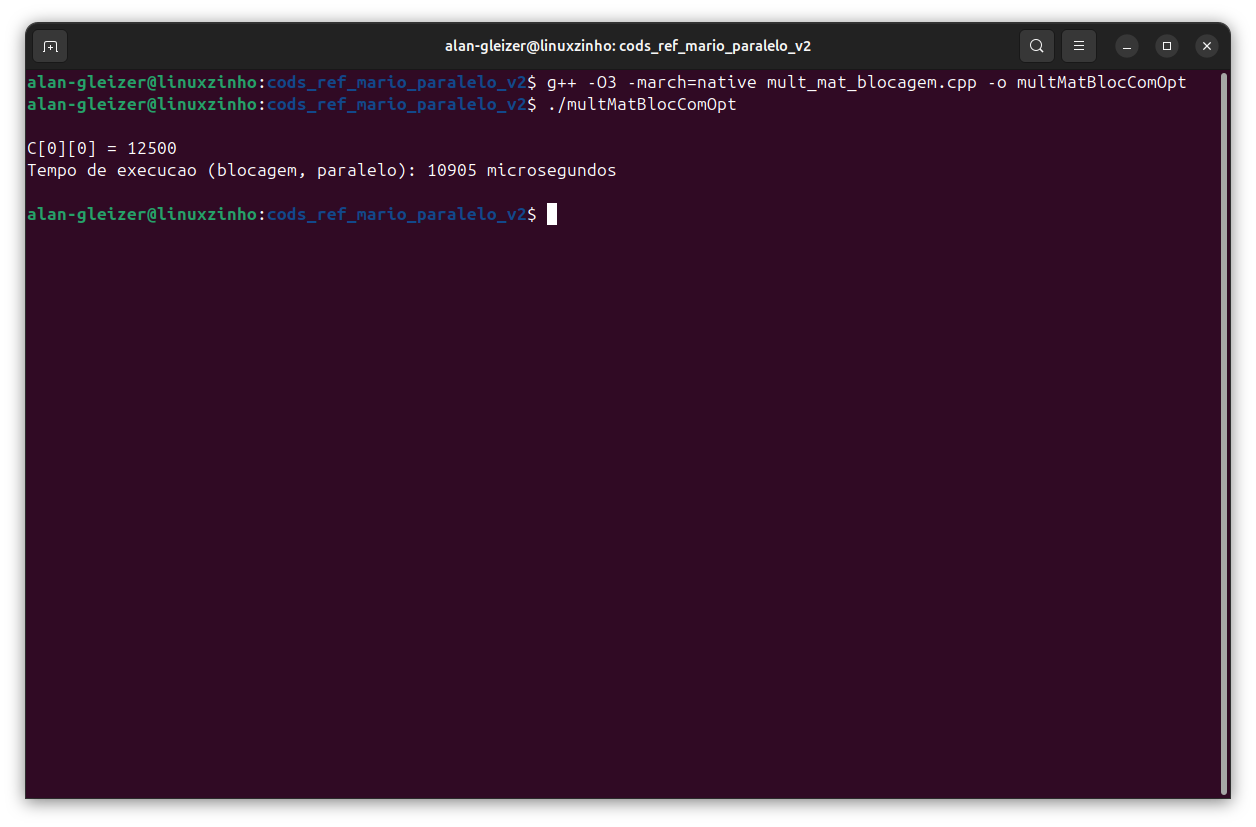 alan-gleizer@linuxzinho: cods_ref_mario_paralelo_v2
alan-gleizer@linuxzinho:cods_ref_mario_paralelo_v2$ g++ -O3 -march=native mult_mat_blocagem.cpp -o multMatBlocComOpt
alan-gleizer@linuxzinho:cods_ref_mario_paralelo_v2$ ./multMatBlocComOpt
C[0][0] = 12500
Tempo de execucao (blocagem, paralelo): 10905 microsegundos
alan-gleizer@linuxzinho:cods_ref_mario_paralelo_v2$